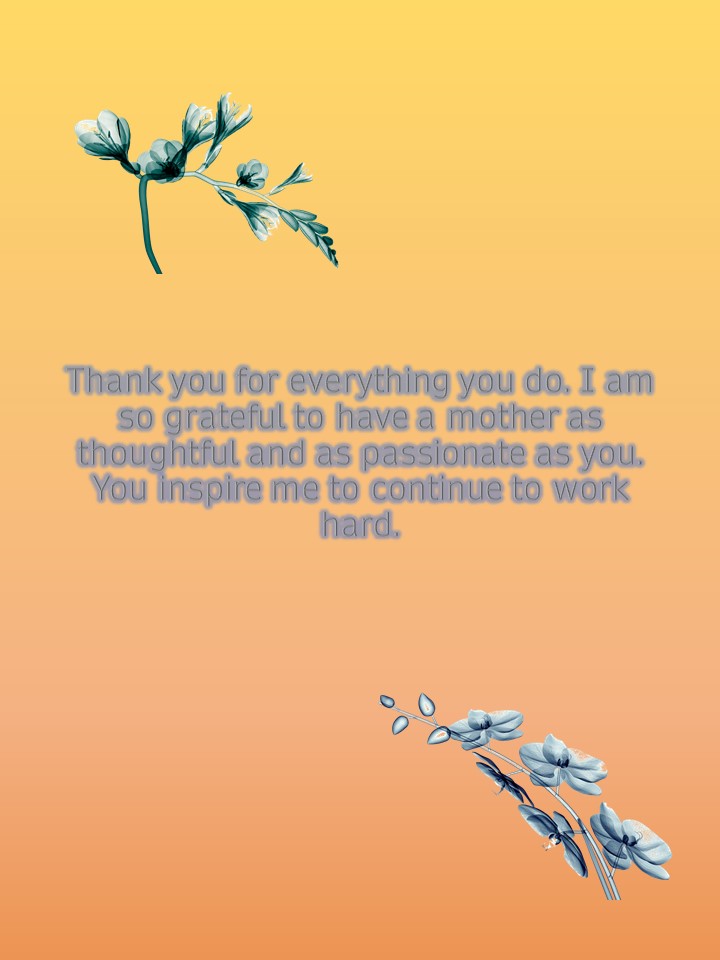 Thank you for everything you do. I am
so grateful to have a mother as
thoughtful and as passionate as you.
You inspire me to continue to work
hard.